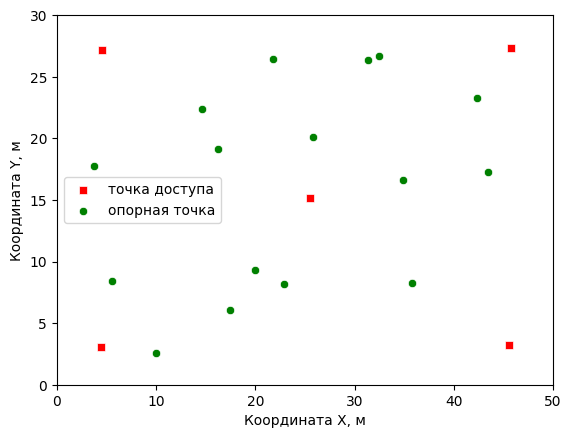 30
25
20
15
10
5
0
Координата Y, м
точка доступа
опорная точка
0 10 20 30 40 50
Координата X, м